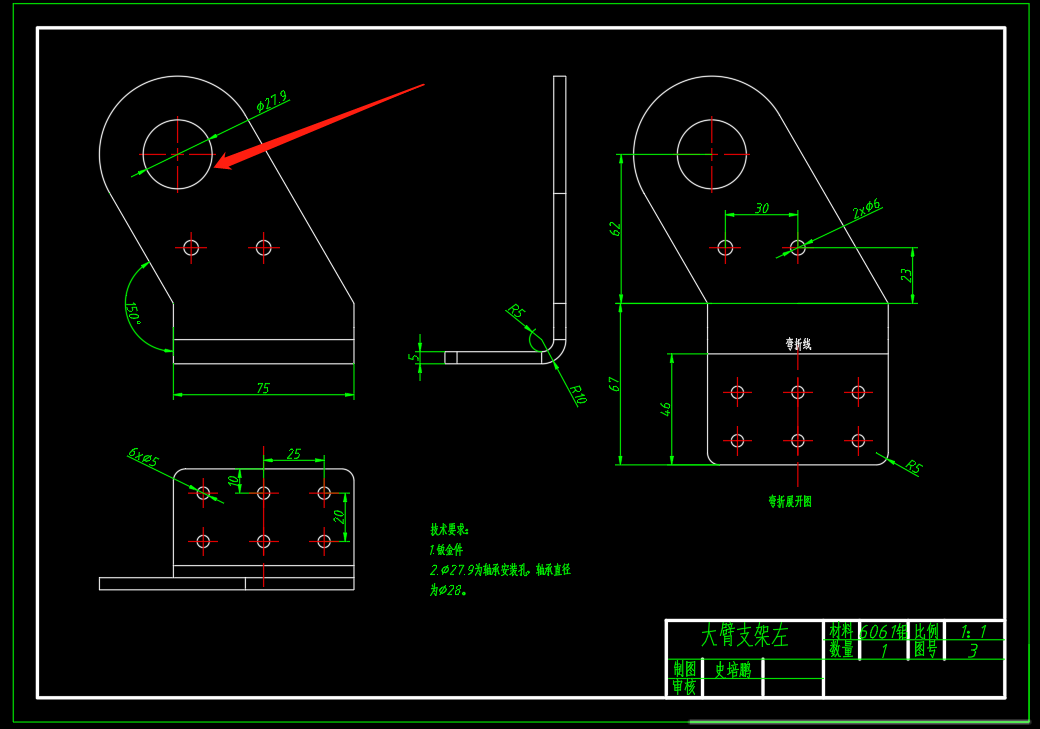 Φ27.9
150°
75
R5
5
R10
62
30
2xΦ6
23
弯折线
67
46
R5
弯折展开图
6xΦ5
25
10
20
技术要求:
1.钣金件
2.Φ27.9为轴承安装孔，轴承直径
为Φ28。
大臂支架左
材料 6061铝 比例 1:1
数量 1 图号 3
制图 史培鹏
审核